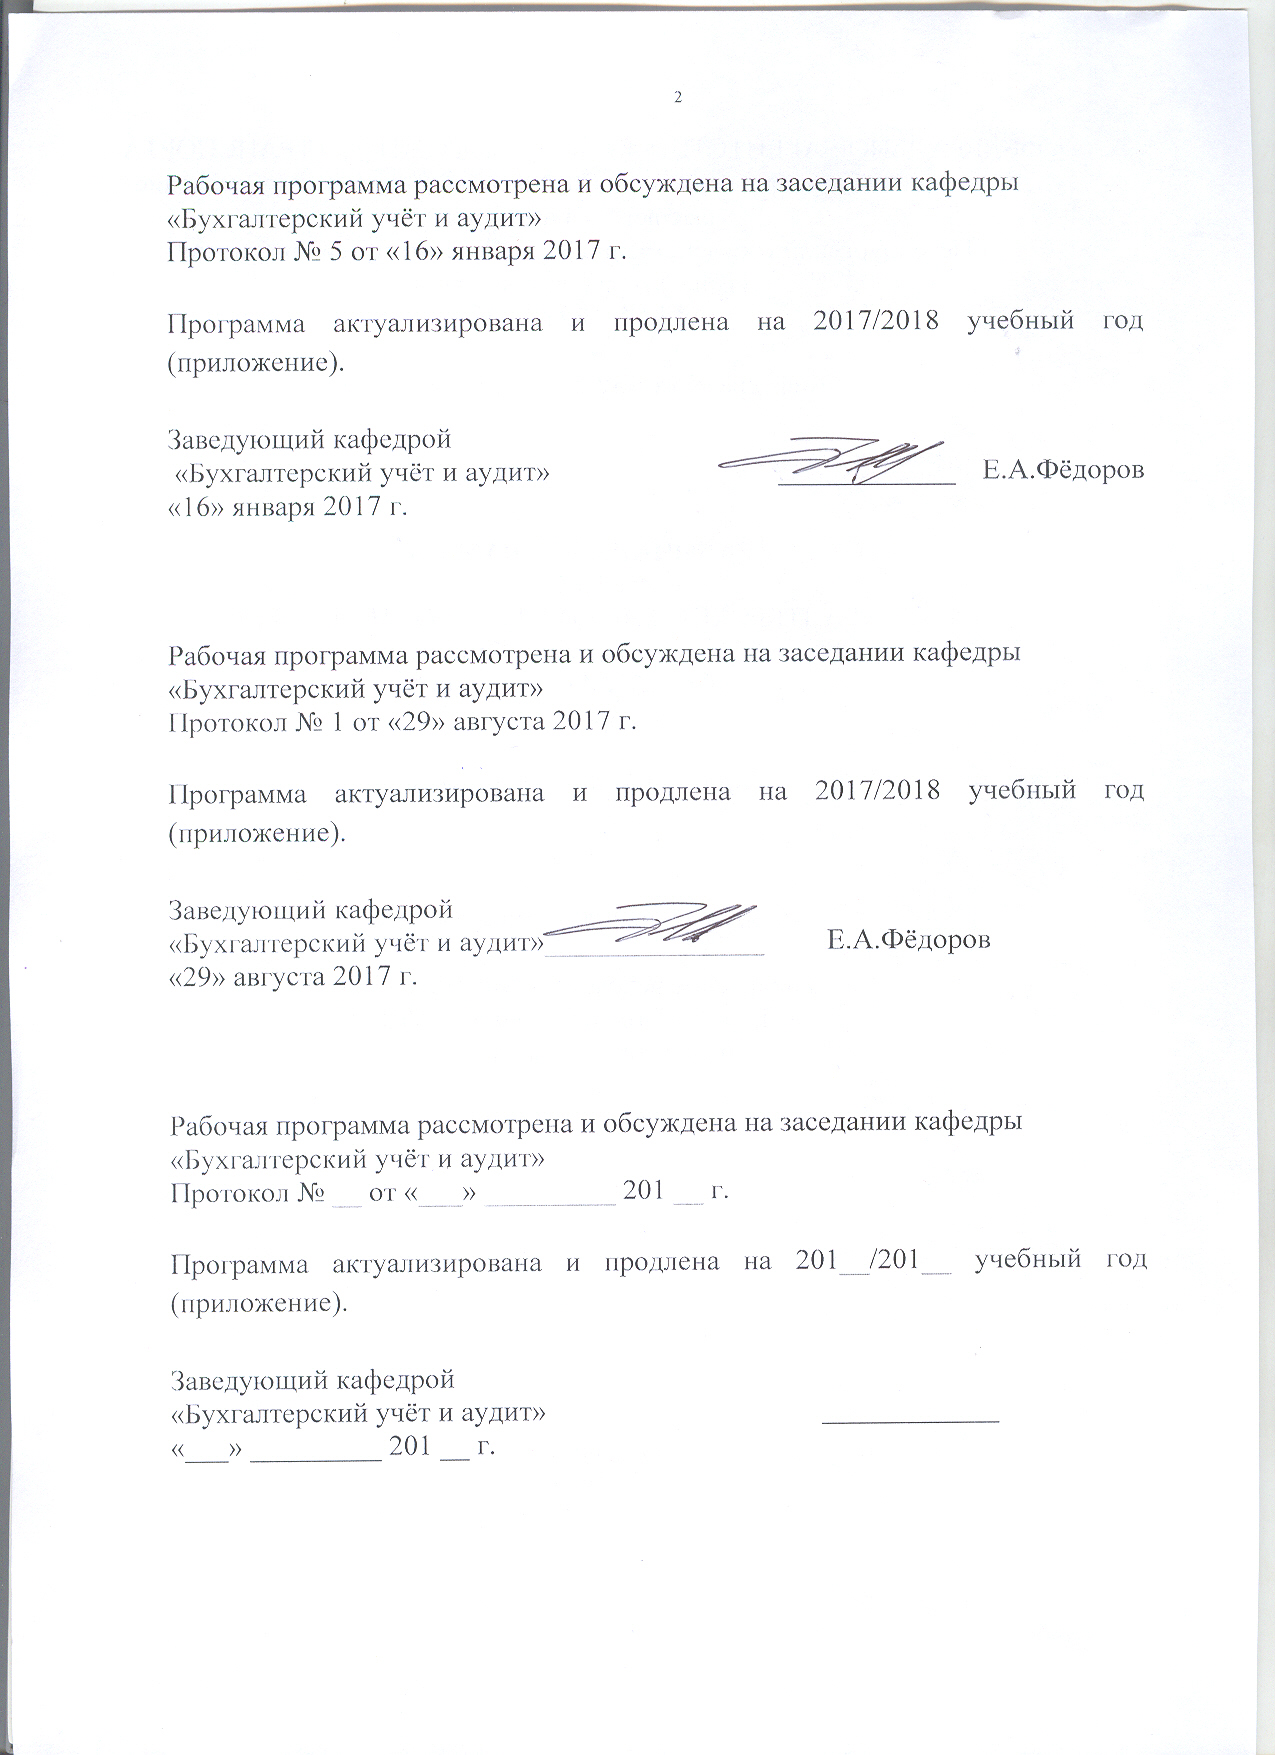 2
Рабочая программа рассмотрена и обсуждена на заседании кафедры
«Бухгалтерский учёт и аудит»
Протокол № 5 от «16» января 2017 г.
Программа актуализирована и продлена на 2017/2018 учебный год
(приложение).
Заведующий кафедрой
«Бухгалтерский учёт и аудит» ____________ Е.А.Фёдоров
«16» января 2017 г.
Рабочая программа рассмотрена и обсуждена на заседании кафедры
«Бухгалтерский учёт и аудит»
Протокол № 1 от «29» августа 2017 г.
Программа актуализирована и продлена на 2017/2018 учебный год
(приложение).
Заведующий кафедрой
«Бухгалтерский учёт и аудит»_______________ Е.А.Фёдоров
«29» августа 2017 г.
Рабочая программа рассмотрена и обсуждена на заседании кафедры
«Бухгалтерский учёт и аудит»
Протокол № __ от «___» _________ 201 __ г.
Программа актуализирована и продлена на 201__/201__ учебный год
(приложение).
Заведующий кафедрой
«Бухгалтерский учёт и аудит» ____________
«___» _________ 201 __ г.